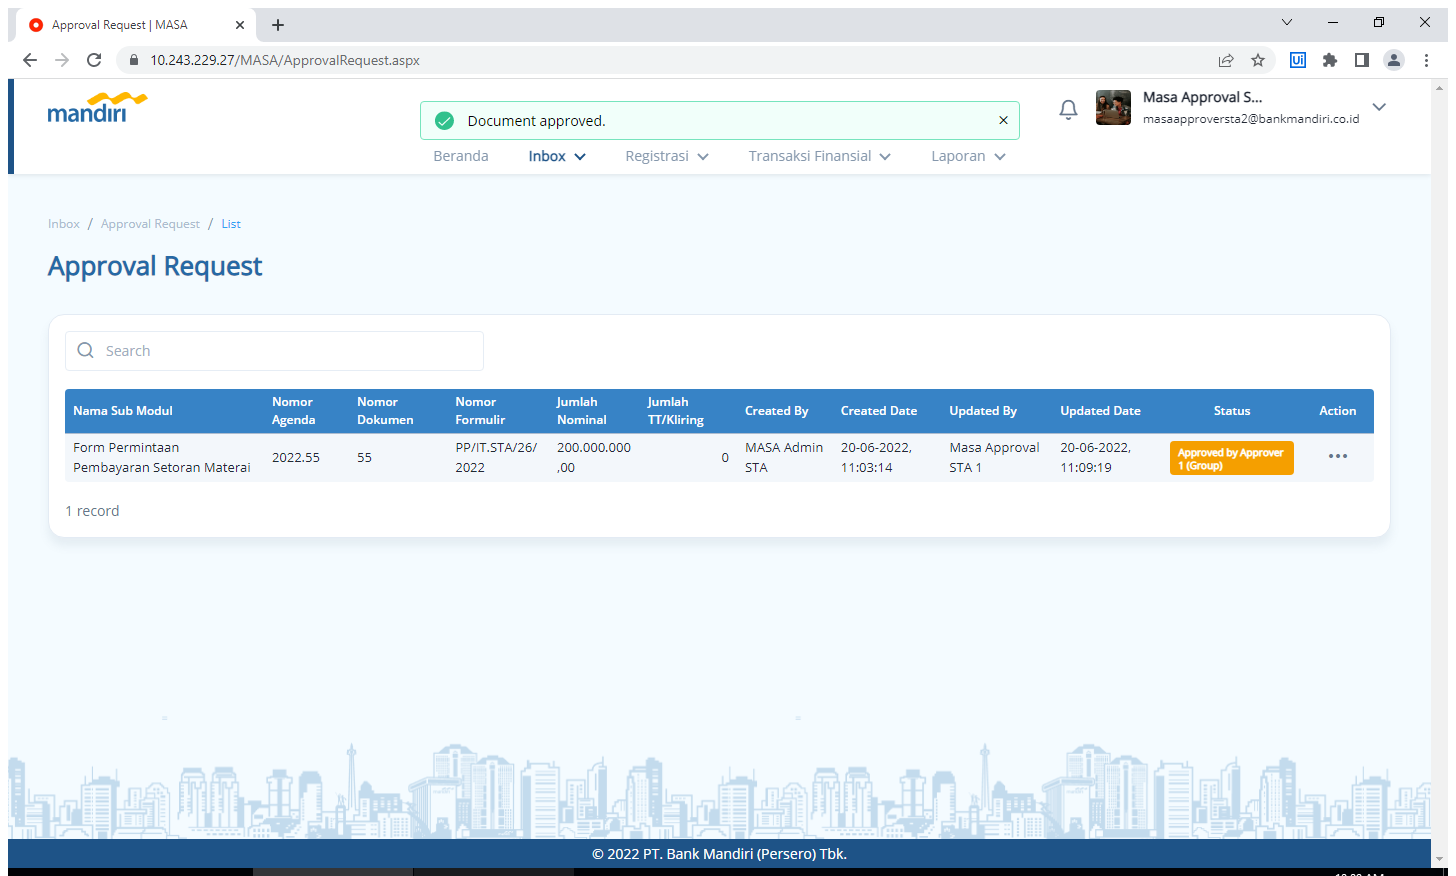 Approval Request | MASA
10.243.229.27/MASA/ApprovalRequest.aspx
Ui
mandiri
Document approved.
Masa Approval S...
masaapproversta2@bankmandiri.co.id
Beranda Inbox Registrasi Transaksi Finansial Laporan
Inbox / Approval Request / List
Approval Request
Search
Nama Sub Modul Nomor Agenda Nomor Dokumen Nomor Formulir Jumlah Nominal Jumlah TT/Kliring Created By Created Date Updated By Updated Date Status Action
Form Permintaan Pembayaran Setoran Materai 2022.55 55 PP/IT.STA/26/2022 200.000.000,00 0 MASA Admin STA 20-06-2022, 11:03:14 Masa Approval STA 1 20-06-2022, 11:09:19 Approved by Approver 1 (Group)
1 record
© 2022 PT. Bank Mandiri (Persero) Tbk.